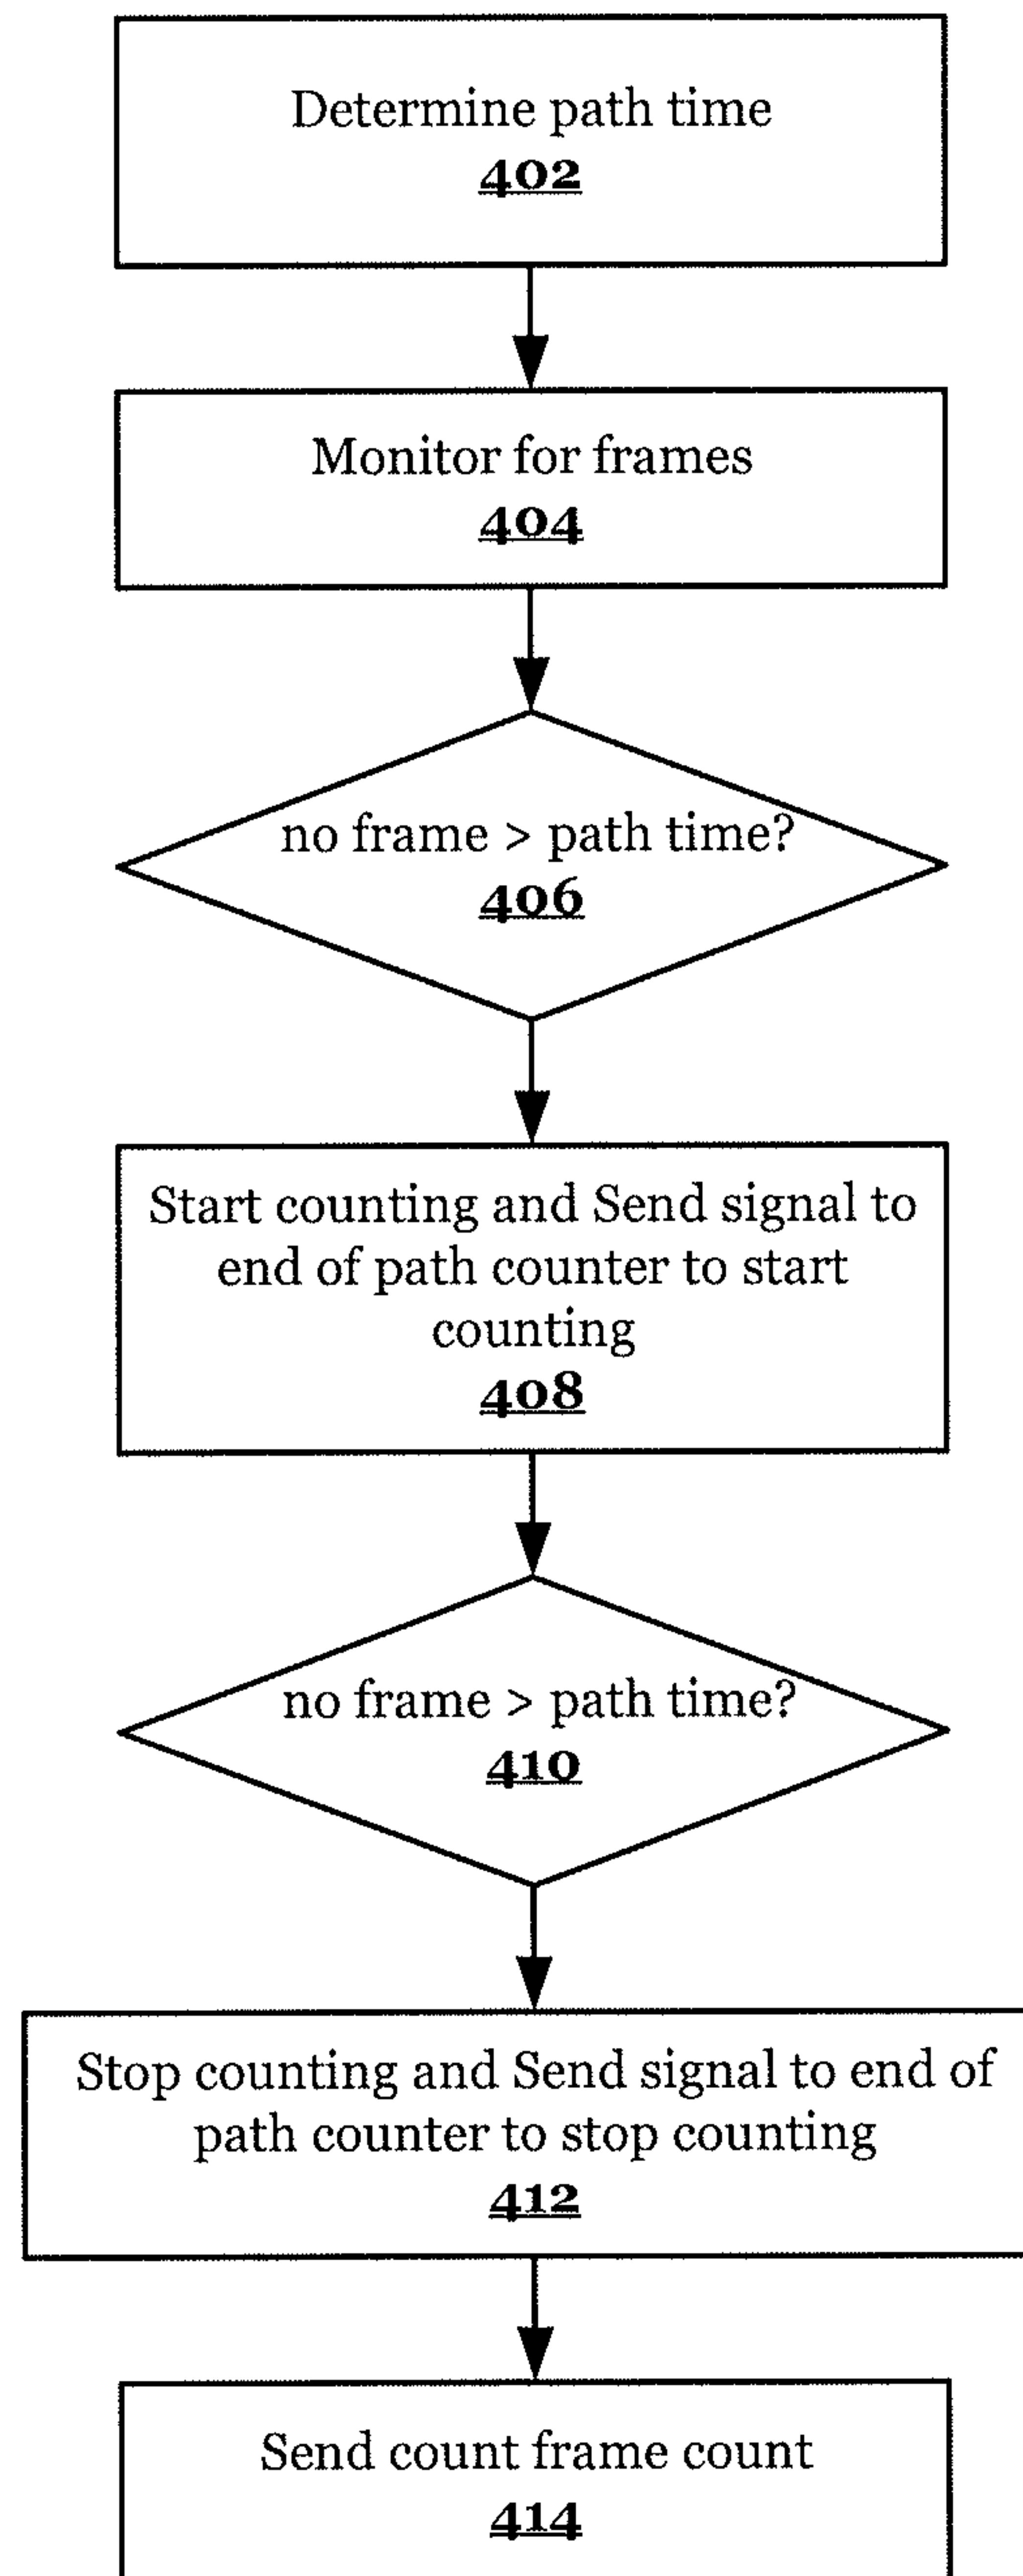 Determine path time
402
Monitor for frames
404
no frame > path time?
406
Start counting and Send signal to
end of path counter to start
counting
408
no frame > path time?
410
Stop counting and Send signal to end of
path counter to stop counting
412
Send count frame count
414